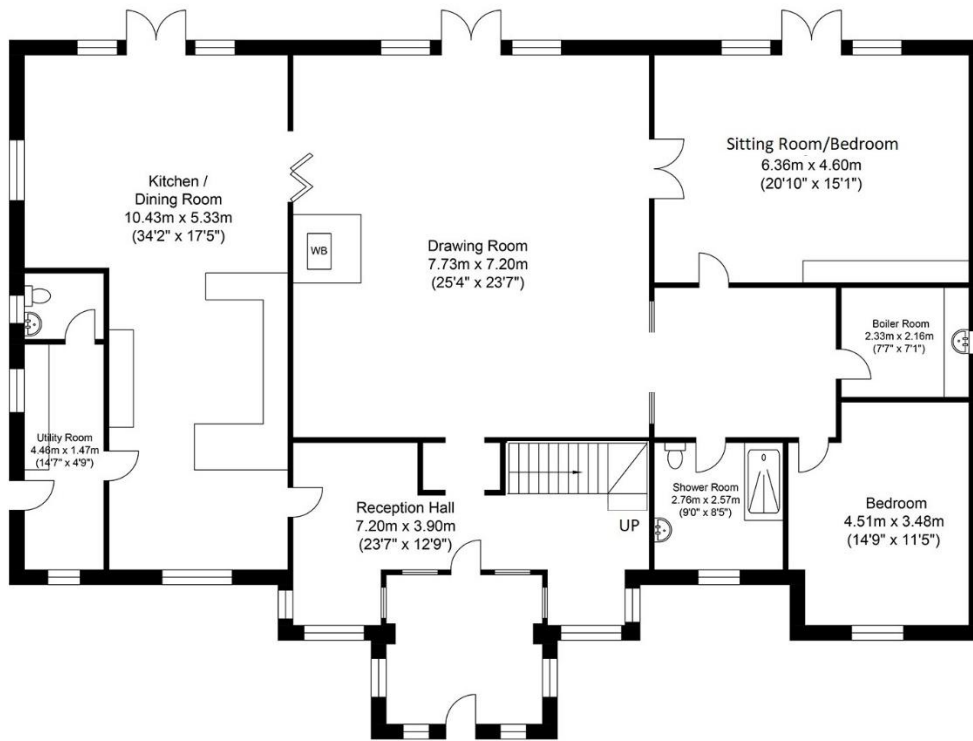 Kitchen /
Dining Room
10.43m x 5.33m
(34'2" x 17'5")
WB
Drawing Room
7.73m x 7.20m
(25'4" x 23'7")
Sitting Room/Bedroom
6.36m x 4.60m
(20'10" x 15'1")
Boiler Room
2.33m x 2.16m
(7'7" x 7'1")
Utility Room
4.46m x 1.47m
(14'7" x 4'9")
Reception Hall
7.20m x 3.90m
(23'7" x 12'9")
UP
Shower Room
2.76m x 2.57m
(9'0" x 8'5")
Bedroom
4.51m x 3.48m
(14'9" x 11'5")